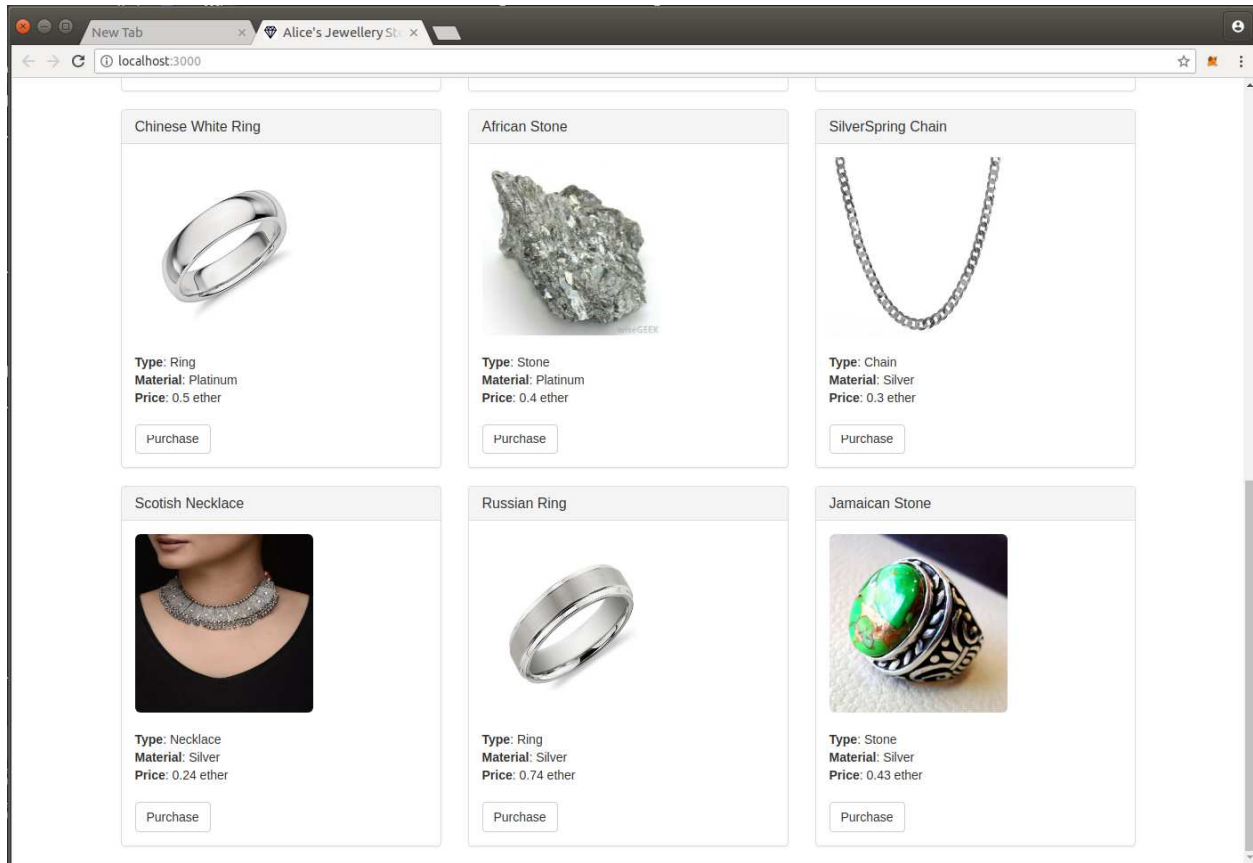 New Tab
Alice's Jewellery St
localhost:3000
Chinese White Ring
African Stone
SilverSpring Chain
wiseGEEK
Type: Ring
Material: Platinum
Price: 0.5 ether
Type: Stone
Material: Platinum
Price: 0.4 ether
Type: Chain
Material: Silver
Price: 0.3 ether
Purchase
Purchase
Purchase
Scotish Necklace
Russian Ring
Jamaican Stone
Type: Necklace
Material: Silver
Price: 0.24 ether
Type: Ring
Material: Silver
Price: 0.74 ether
Type: Stone
Material: Silver
Price: 0.43 ether
Purchase
Purchase
Purchase